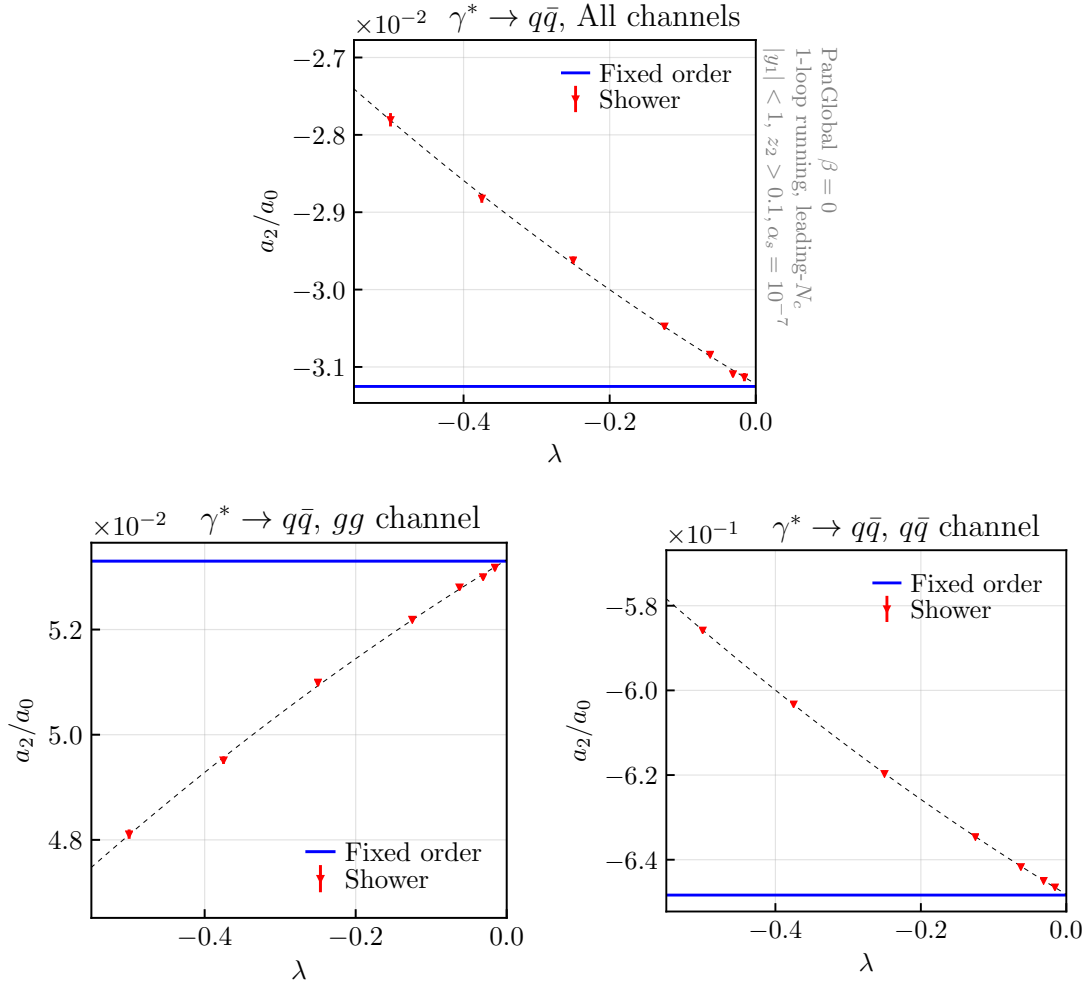 ×10⁻² γ* → qq̄, All channels
−2.7
−2.8
−2.9
−3.0
−3.1
a₂/a₀
Fixed order
Shower
−0.4 −0.2 0.0
λ
PanGlobal β = 0
1-loop running, leading-N_c
|y₁| < 1, z₂ > 0.1, α_s = 10⁻⁷
×10⁻² γ* → qq̄, gg channel
5.2
5.0
4.8
a₂/a₀
Fixed order
Shower
−0.4 −0.2 0.0
λ
×10⁻¹ γ* → qq̄, qq̄ channel
−5.8
−6.0
−6.2
−6.4
a₂/a₀
Fixed order
Shower
−0.4 −0.2 0.0
λ